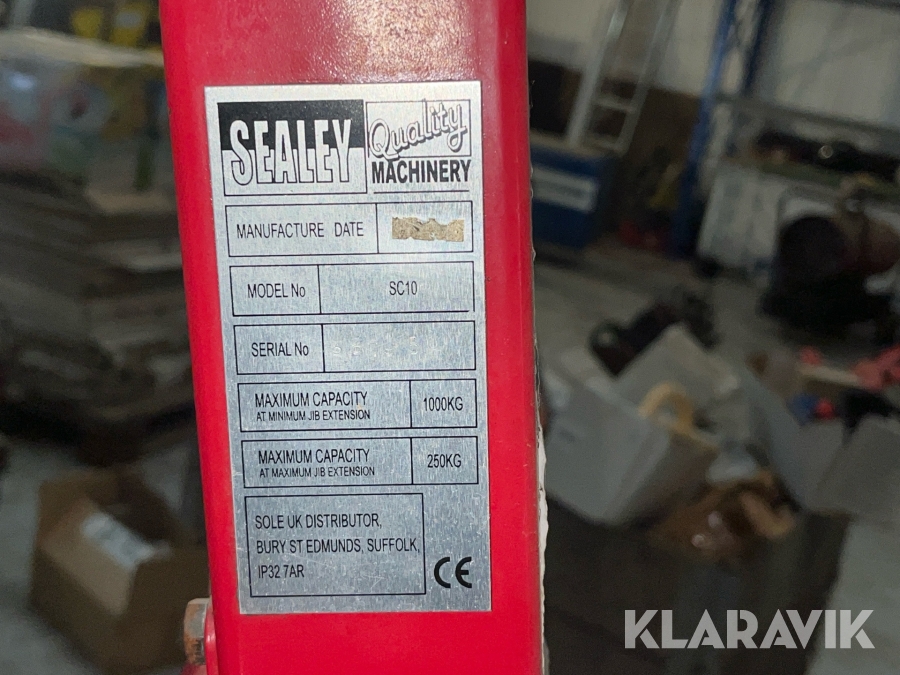 SEALEY
Quality
MACHINERY
MANUFACTURE DATE
MODEL No SC10
SERIAL No
MAXIMUM CAPACITY
AT MINIMUM JIB EXTENSION
1000KG
MAXIMUM CAPACITY
AT MAXIMUM JIB EXTENSION
250KG
SOLE UK DISTRIBUTOR,
BURY ST EDMUNDS, SUFFOLK,
IP32 7AR
CE
KLARAVIK